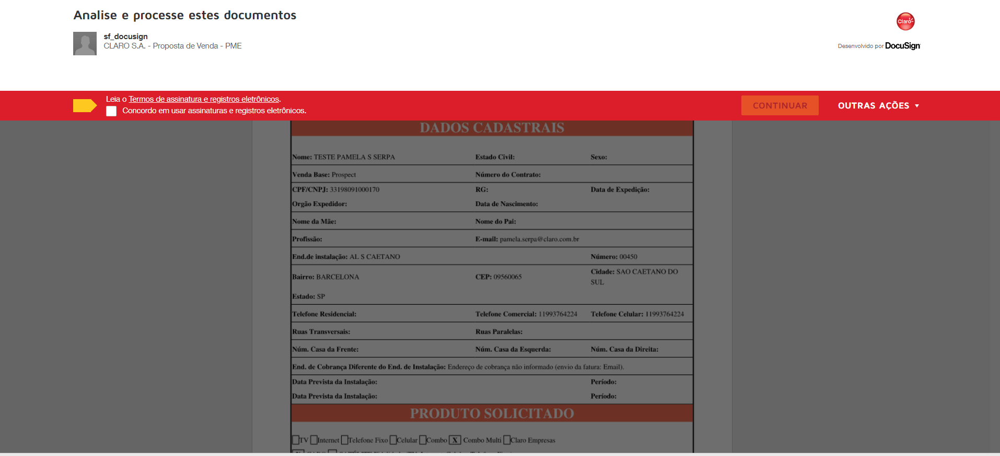 Analise e processe estes documentos
Claro
sf_docusign
CLARO S.A. - Proposta de Venda - PME
Desenvolvido por DocuSign
Leia o Termos de assinatura e registros eletrônicos.
Concordo em usar assinaturas e registros eletrônicos.
CONTINUAR
OUTRAS AÇÕES
DADOS CADASTRAIS
Nome: TESTE PAMELA S SERPA Estado Civil: Sexo:
Venda Base: Prospect Número do Contrato:
CPF/CNPJ: 33198091000170 RG: Data de Expedição:
Orgão Expedidor: Data de Nascimento:
Nome da Mãe: Nome do Pai:
Profissão: E-mail: pamela.serpa@claro.com.br
End.de instalação: AL S CAETANO Número: 00450
Bairro: BARCELONA CEP: 09560065 Cidade: SAO CAETANO DO
SUL
Estado: SP
Telefone Residencial: Telefone Comercial: 11993764224 Telefone Celular: 11993764224
Ruas Transversais: Ruas Paralelas:
Núm. Casa da Frente: Núm. Casa da Esquerda: Núm. Casa da Direita:
End. de Cobrança Diferente do End. de Instalação: Endereço de cobrança não informado (envio da fatura: Email).
Data Prevista da Instalação: Período:
Data Prevista da Instalação: Período:
PRODUTO SOLICITADO
TV Internet Telefone Fixo Celular Combo X Combo Multi Claro Empresas